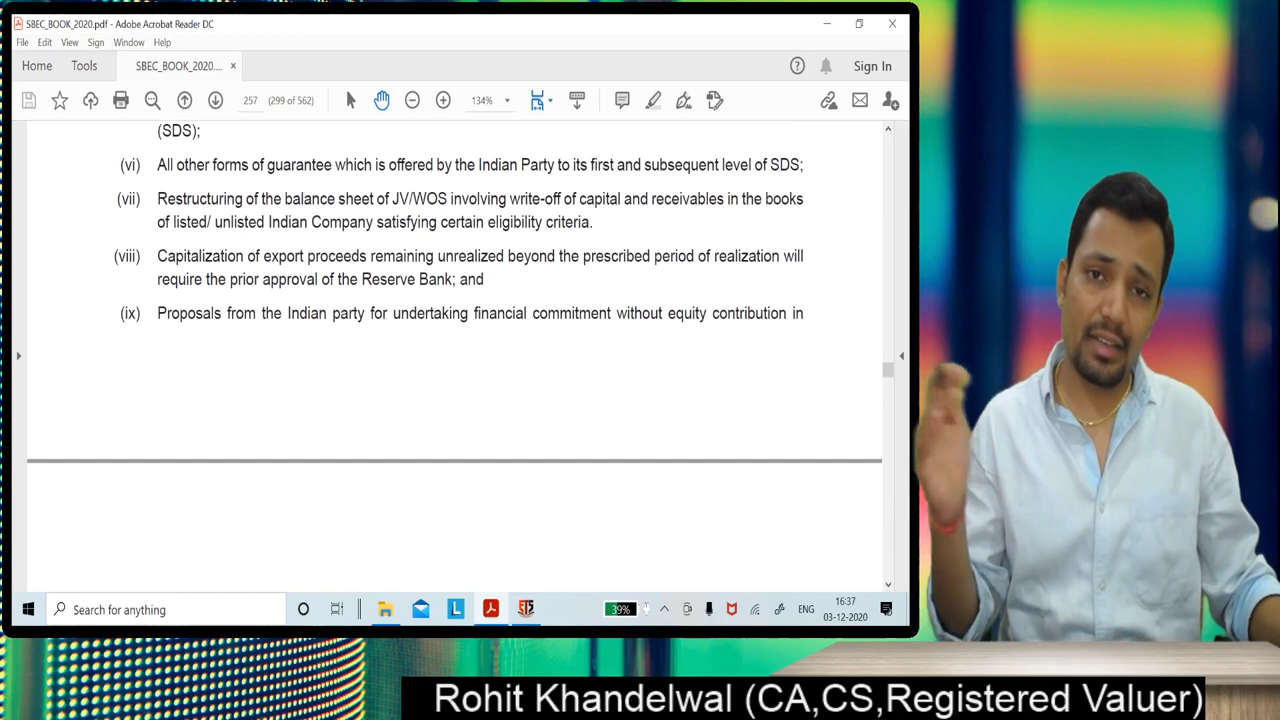 SBEC_BOOK_2020.pdf - Adobe Acrobat Reader DC
File Edit View Sign Window Help
Home Tools SBEC_BOOK_2020.... × Sign In
257 (299 of 562) 134%
(SDS);
(vi) All other forms of guarantee which is offered by the Indian Party to its first and subsequent level of SDS;
(vii) Restructuring of the balance sheet of JV/WOS involving write-off of capital and receivables in the books
of listed/ unlisted Indian Company satisfying certain eligibility criteria.
(viii) Capitalization of export proceeds remaining unrealized beyond the prescribed period of realization will
require the prior approval of the Reserve Bank; and
(ix) Proposals from the Indian party for undertaking financial commitment without equity contribution in
Search for anything
L
39%
ENG
16:37
03-12-2020
Rohit Khandelwal (CA,CS,Registered Valuer)